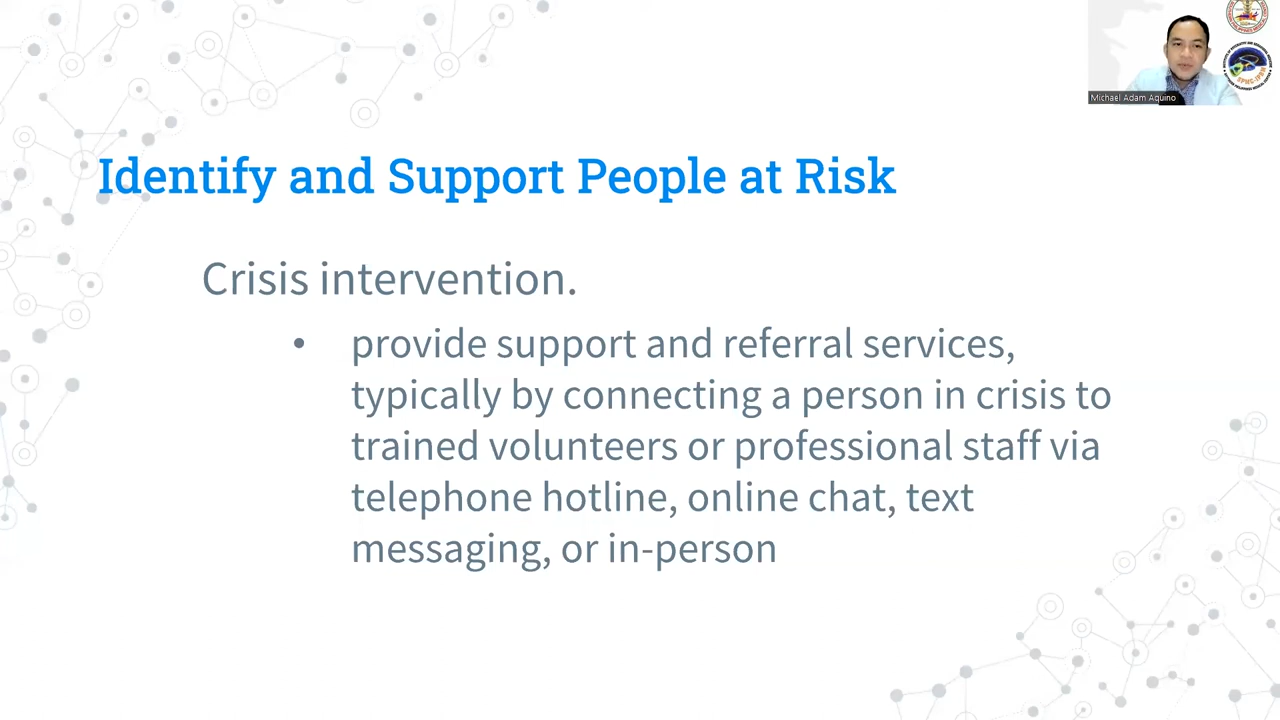 Michael Adam Aquino
SPMC-IPBM
Identify and Support People at Risk
Crisis intervention.
• provide support and referral services,
typically by connecting a person in crisis to
trained volunteers or professional staff via
telephone hotline, online chat, text
messaging, or in-person